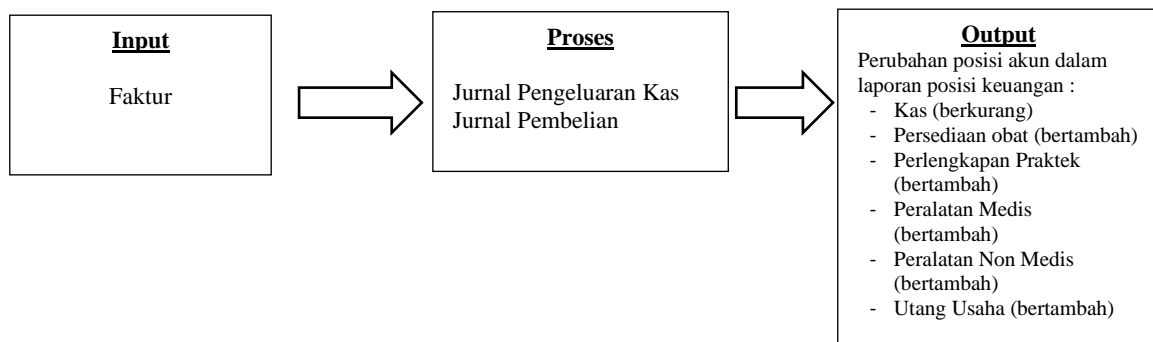 Input
Faktur
Proses
Jurnal Pengeluaran Kas
Jurnal Pembelian
Output
Perubahan posisi akun dalam
laporan posisi keuangan :
- Kas (berkurang)
- Persediaan obat (bertambah)
- Perlengkapan Praktek
(bertambah)
- Peralatan Medis
(bertambah)
- Peralatan Non Medis
(bertambah)
- Utang Usaha (bertambah)